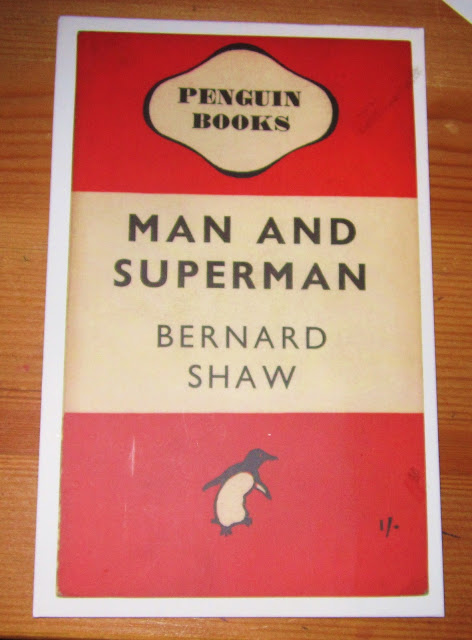 PENGUIN
BOOKS
MAN AND
SUPERMAN
BERNARD
SHAW
1/-